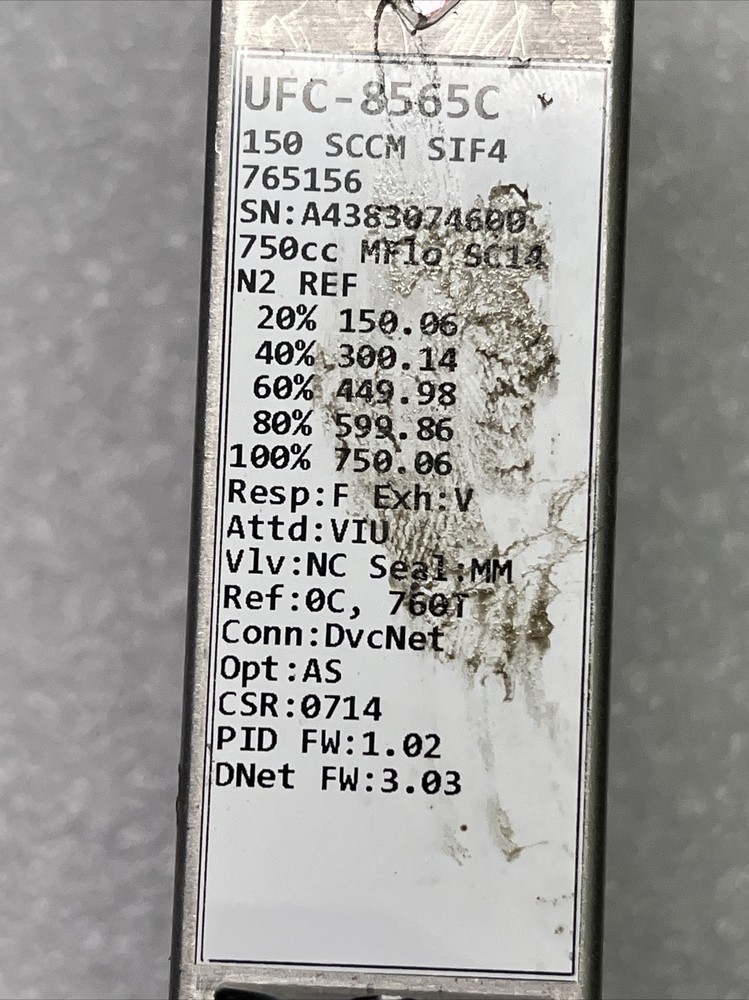 UFC-8565C
150 SCCM SIF4
765156
SN:A4383074600
750cc MFlo SC14
N2 REF
20% 150.06
40% 300.14
60% 449.98
80% 599.86
100% 750.06
Resp:F Exh:V
Attd:VIU
Vlv:NC Seal:MM
Ref:0C, 760T
Conn:DvcNet
Opt:AS
CSR:0714
PID FW:1.02
DNet FW:3.03